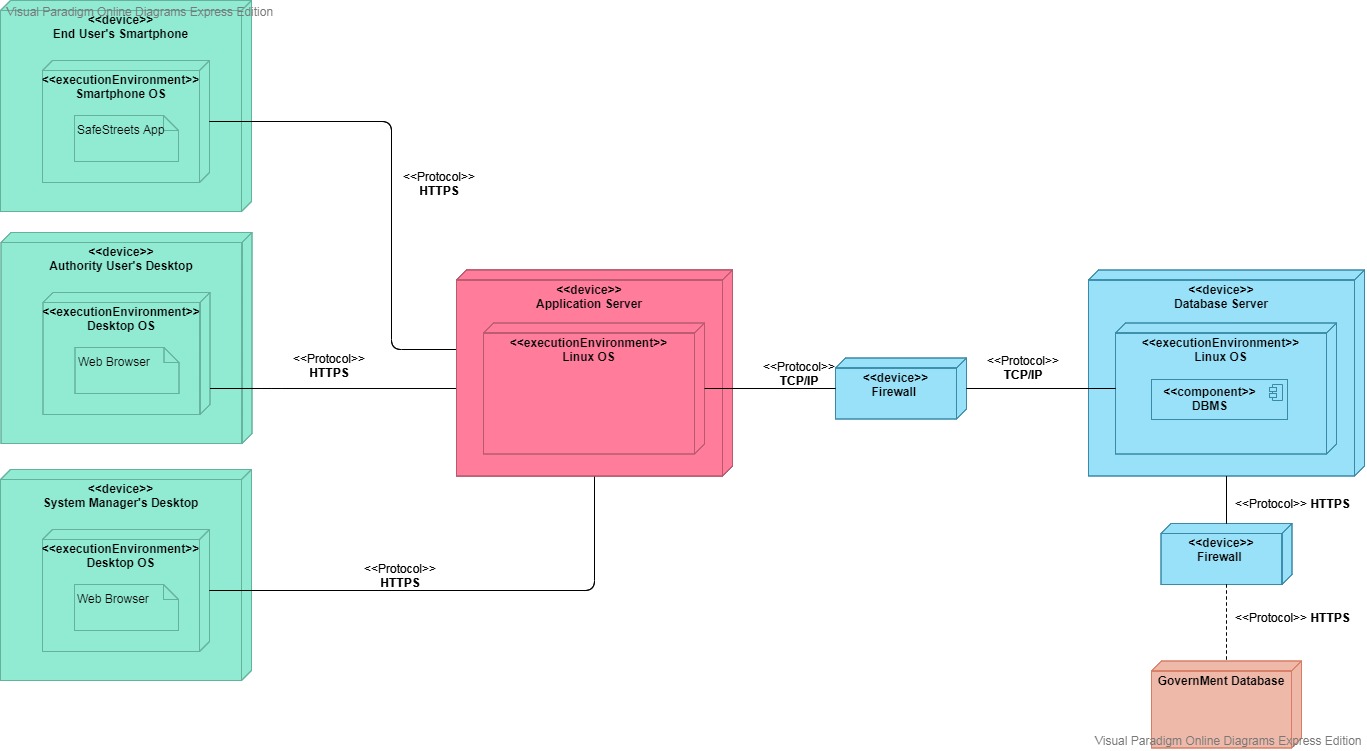 Visual Paradigm Online Diagrams Express Edition
<<device>>
End User's Smartphone
<<executionEnvironment>>
Smartphone OS
SafeStreets App
<<Protocol>>
HTTPS
<<device>>
Authority User's Desktop
<<executionEnvironment>>
Desktop OS
Web Browser
<<Protocol>>
HTTPS
<<device>>
System Manager's Desktop
<<executionEnvironment>>
Desktop OS
Web Browser
<<Protocol>>
HTTPS
<<device>>
Application Server
<<executionEnvironment>>
Linux OS
<<Protocol>>
TCP/IP
<<device>>
Firewall
<<Protocol>>
TCP/IP
<<device>>
Database Server
<<executionEnvironment>>
Linux OS
<<component>>
DBMS
<<Protocol>> HTTPS
<<device>>
Firewall
<<Protocol>> HTTPS
GovernMent Database
Visual Paradigm Online Diagrams Express Edition